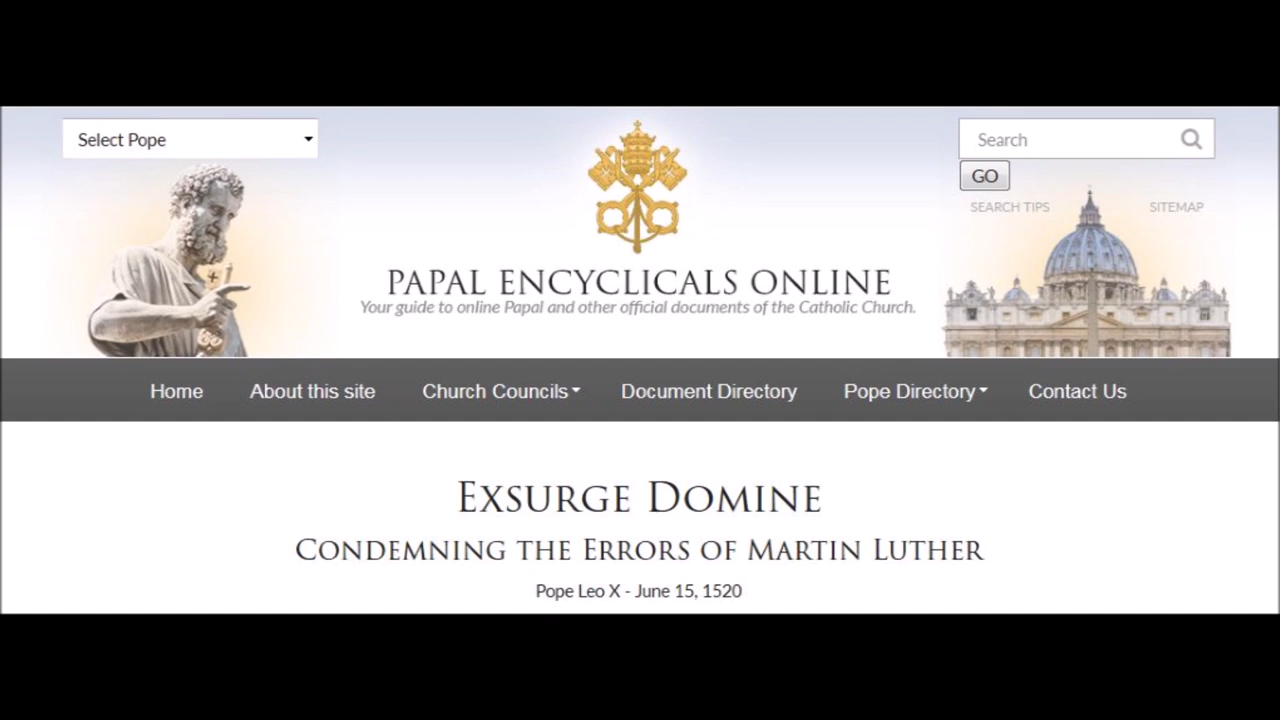 Select Pope
Search
GO
SEARCH TIPS
SITEMAP
PAPAL ENCYCLICALS ONLINE
Your guide to online Papal and other official documents of the Catholic Church.
Home
About this site
Church Councils
Document Directory
Pope Directory
Contact Us
EXSURGE DOMINE
CONDEMNING THE ERRORS OF MARTIN LUTHER
Pope Leo X - June 15, 1520